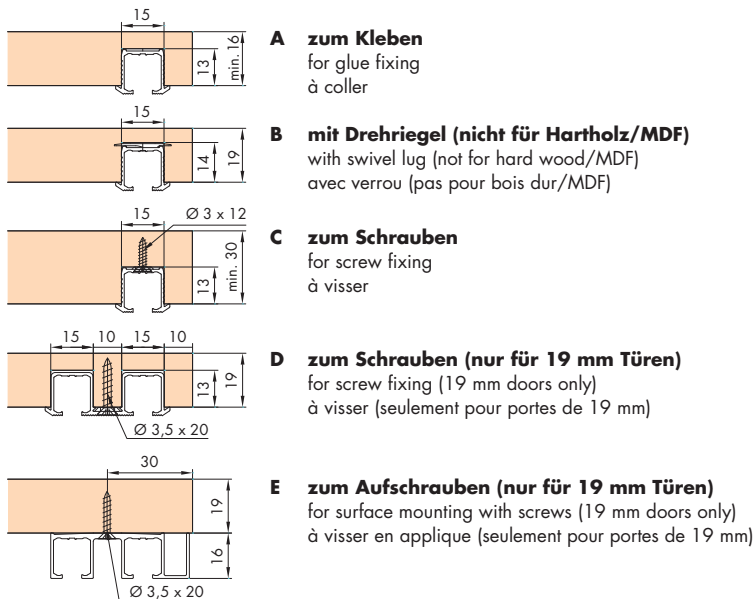 15
13
min. 16
A zum Kleben
for glue fixing
à coller
15
14
19
B mit Drehriegel (nicht für Hartholz/MDF)
with swivel lug (not for hard wood/MDF)
avec verrou (pas pour bois dur/MDF)
15
Ø 3 x 12
13
min. 30
C zum Schrauben
for screw fixing
à visser
15 10 15 10
13
19
Ø 3,5 x 20
D zum Schrauben (nur für 19 mm Türen)
for screw fixing (19 mm doors only)
à visser (seulement pour portes de 19 mm)
30
19
16
Ø 3,5 x 20
E zum Aufschrauben (nur für 19 mm Türen)
for surface mounting with screws (19 mm doors only)
à visser en applique (seulement pour portes de 19 mm)